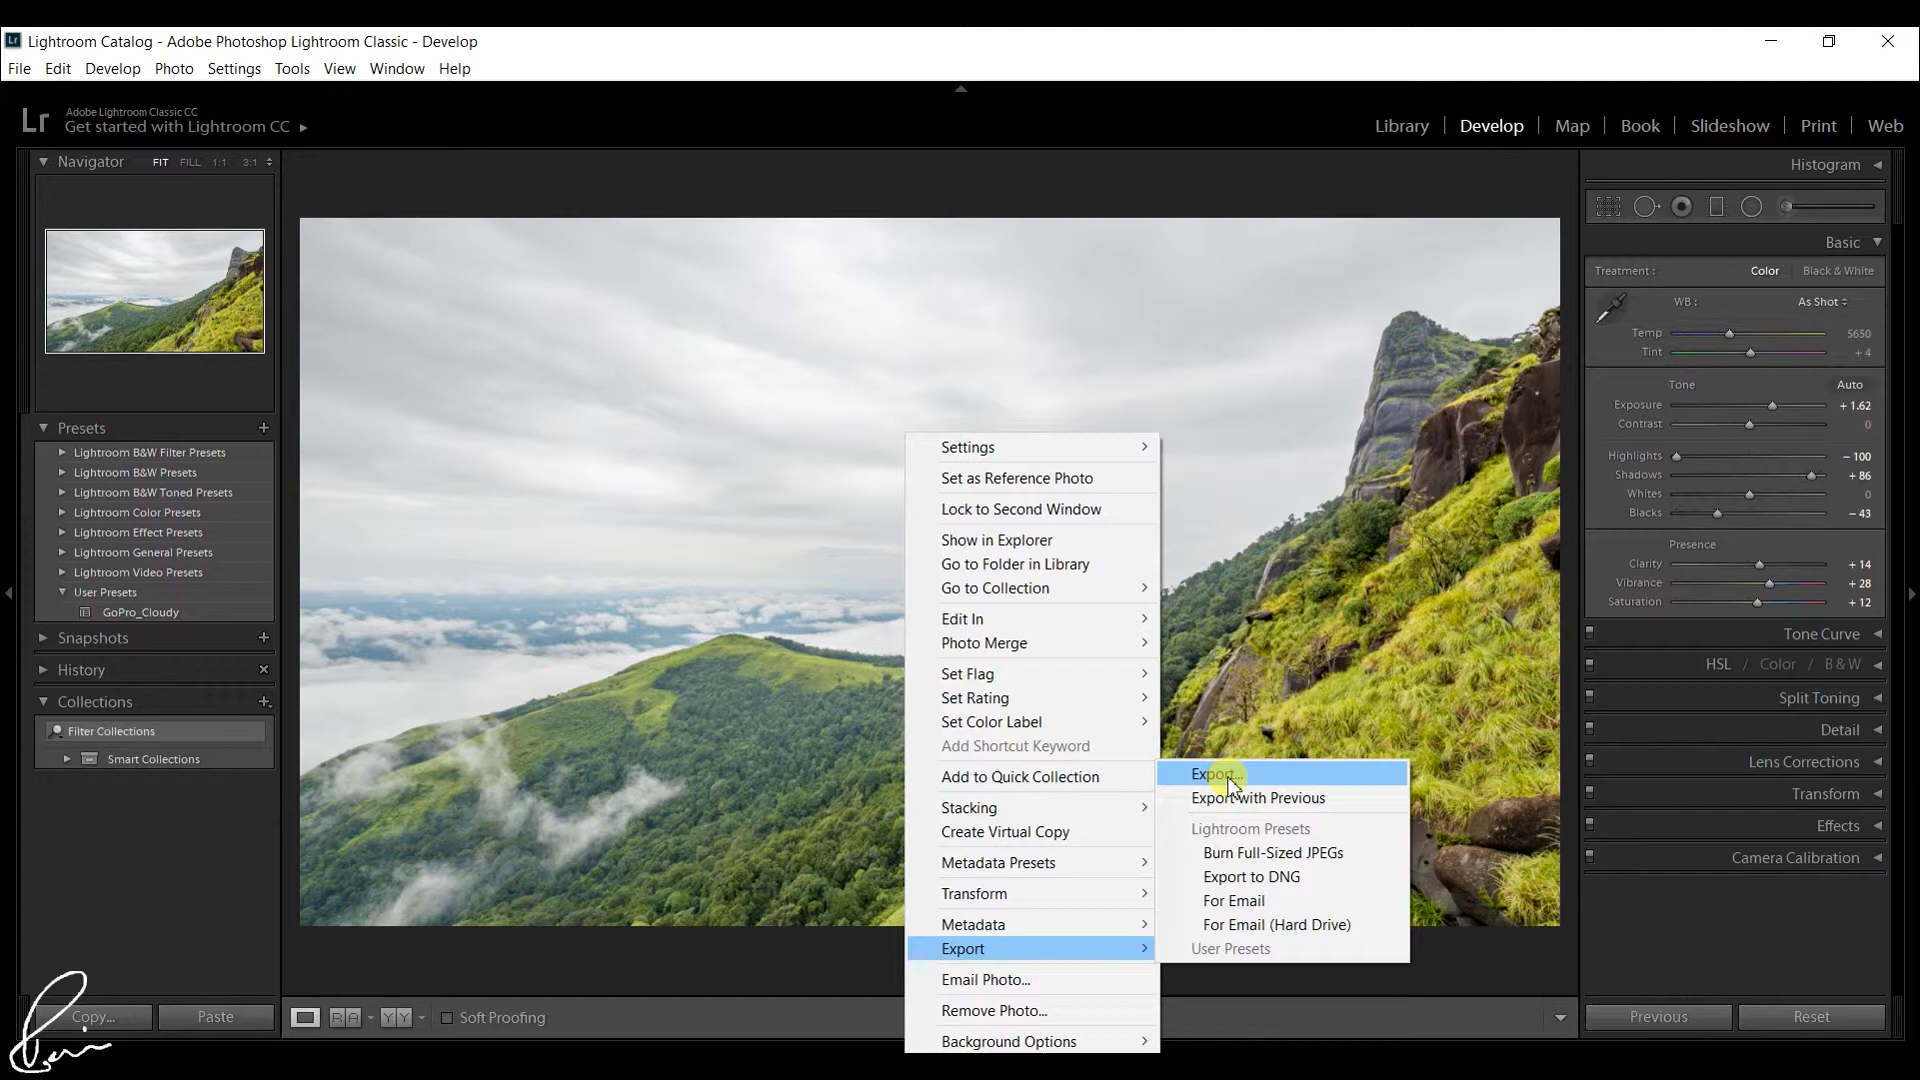 Lightroom Catalog - Adobe Photoshop Lightroom Classic - Develop
File Edit Develop Photo Settings Tools View Window Help
Lr
Adobe Lightroom Classic CC
Get started with Lightroom CC
Library Develop Map Book Slideshow Print Web
Navigator FIT FILL 1:1 3:1
Presets
Lightroom B&W Filter Presets
Lightroom B&W Presets
Lightroom B&W Toned Presets
Lightroom Color Presets
Lightroom Effect Presets
Lightroom General Presets
Lightroom Video Presets
User Presets
GoPro_Cloudy
Snapshots
History
Collections
Filter Collections
Smart Collections
Copy... Paste
Settings
Set as Reference Photo
Lock to Second Window
Show in Explorer
Go to Folder in Library
Go to Collection
Edit In
Photo Merge
Set Flag
Set Rating
Set Color Label
Add Shortcut Keyword
Add to Quick Collection
Stacking
Create Virtual Copy
Metadata Presets
Transform
Metadata
Export
Email Photo...
Remove Photo...
Background Options
Export...
Export with Previous
Lightroom Presets
Burn Full-Sized JPEGs
Export to DNG
For Email
For Email (Hard Drive)
User Presets
R A Y Y Soft Proofing
Histogram
Basic
Treatment : Color Black & White
WB : As Shot
Temp 5650
Tint + 4
Tone Auto
Exposure + 1.62
Contrast 0
Highlights - 100
Shadows + 86
Whites 0
Blacks - 43
Presence
Clarity + 14
Vibrance + 28
Saturation + 12
Tone Curve
HSL / Color / B & W
Split Toning
Detail
Lens Corrections
Transform
Effects
Camera Calibration
Previous Reset